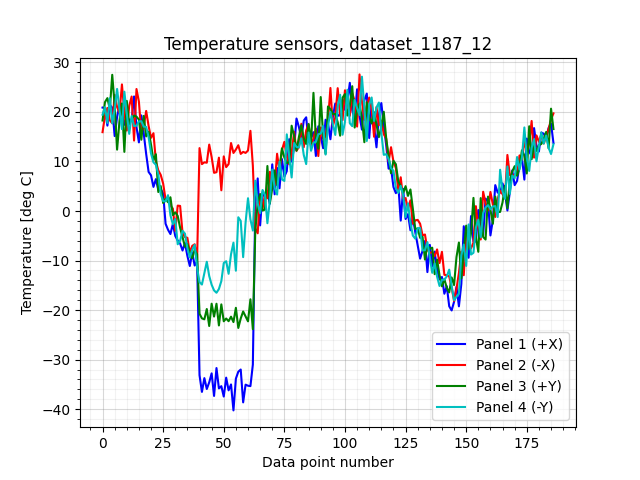 Temperature sensors, dataset_1187_12
Temperature [deg C]
30
20
10
0
−10
−20
−30
−40
0
25
50
75
100
125
150
175
Data point number
Panel 1 (+X)
Panel 2 (-X)
Panel 3 (+Y)
Panel 4 (-Y)